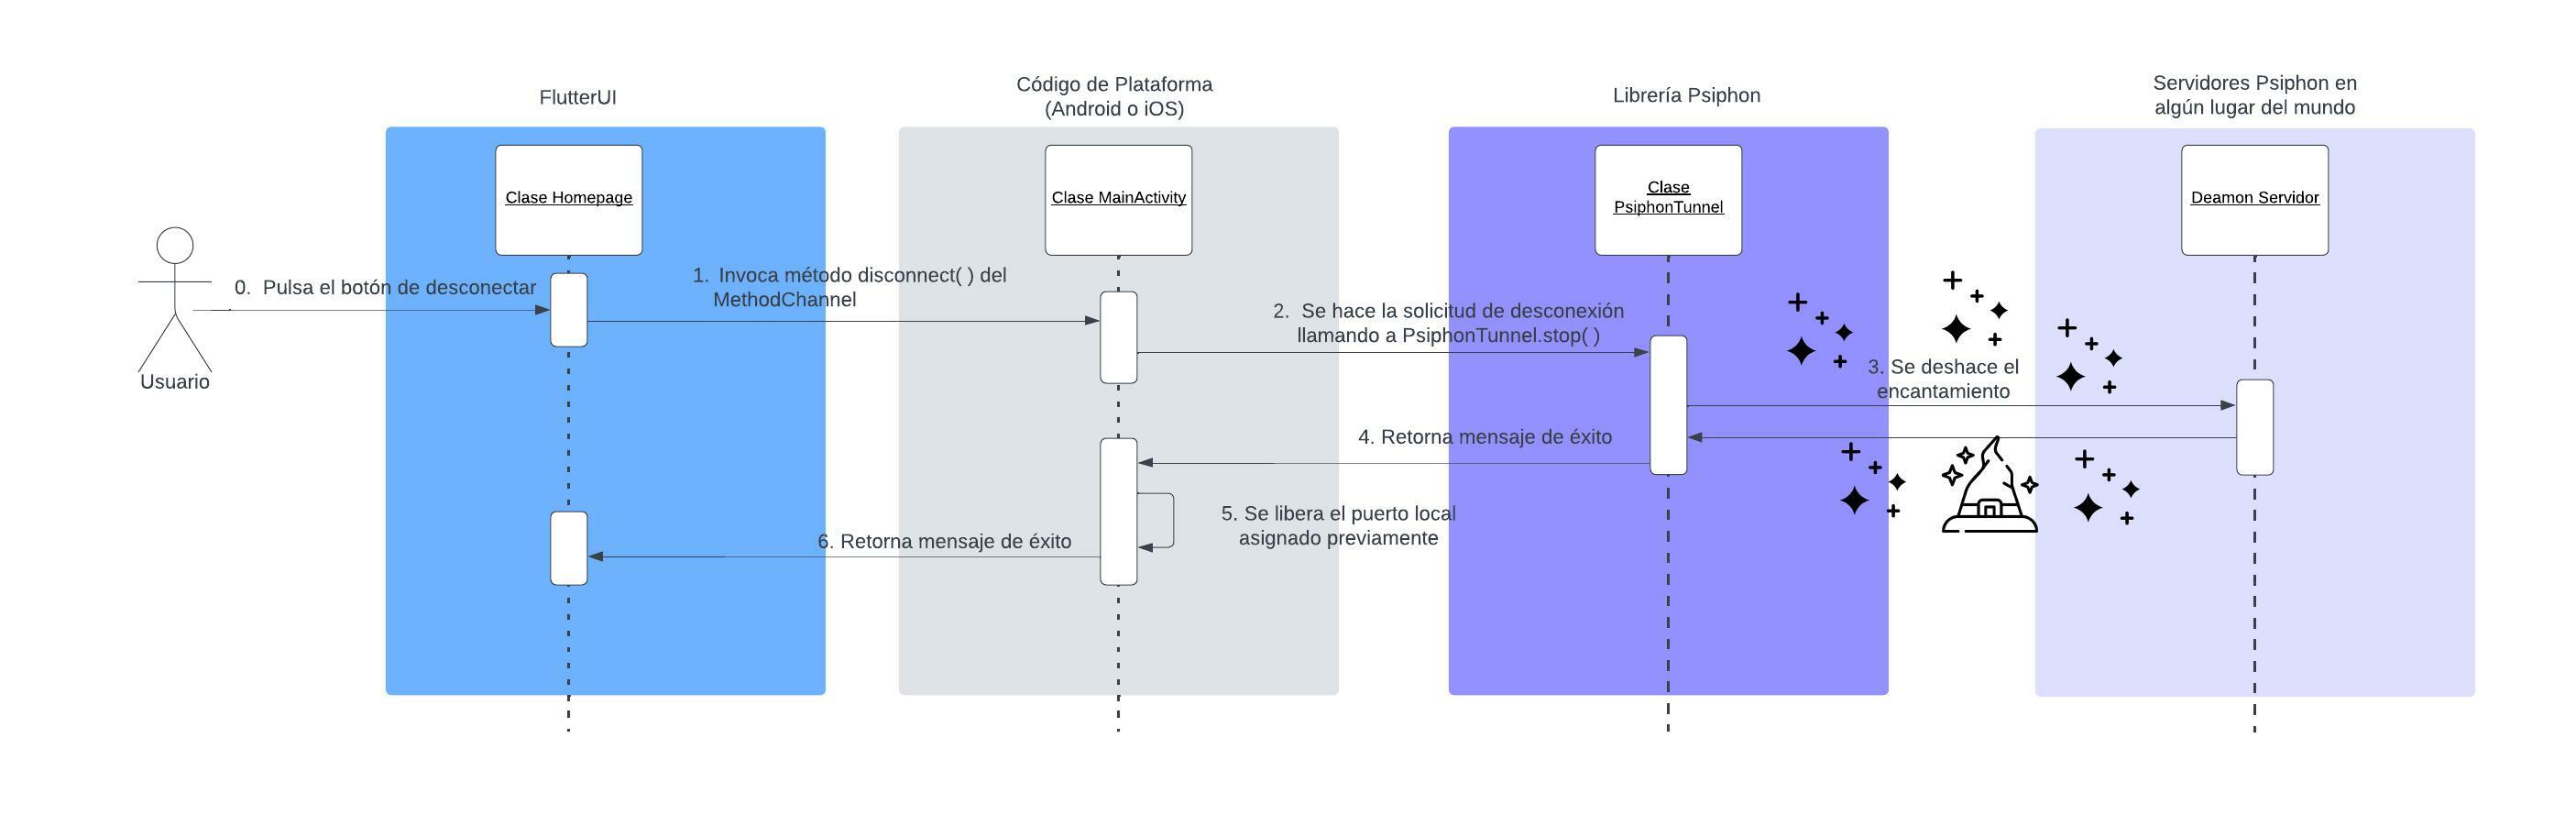 FlutterUI
Código de Plataforma
(Android o iOS)
Librería Psiphon
Servidores Psiphon en
algún lugar del mundo
Clase Homepage
Clase MainActivity
Clase
PsiphonTunnel
Deamon Servidor
Usuario
0. Pulsa el botón de desconectar
1. Invoca método disconnect( ) del
MethodChannel
2. Se hace la solicitud de desconexión
llamando a PsiphonTunnel.stop( )
3. Se deshace el
encantamiento
4. Retorna mensaje de éxito
5. Se libera el puerto local
asignado previamente
6. Retorna mensaje de éxito